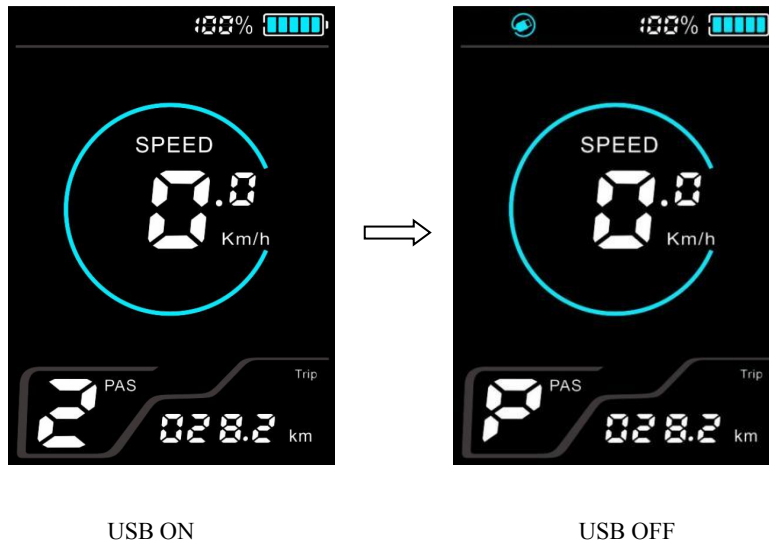 100%
SPEED
0.0
Km/h
2 PAS
Trip
028.2 km
100%
SPEED
0.0
Km/h
P PAS
Trip
028.2 km
USB ON
USB OFF